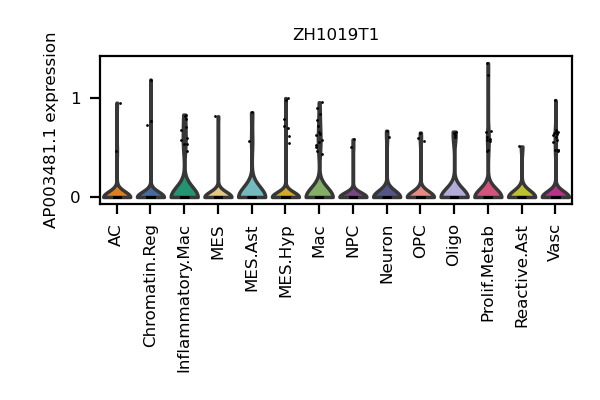 ZH1019T1
AP003481.1 expression
1
0
AC
Chromatin.Reg
Inflammatory.Mac
MES
MES.Ast
MES.Hyp
Mac
NPC
Neuron
OPC
Oligo
Prolif.Metab
Reactive.Ast
Vasc